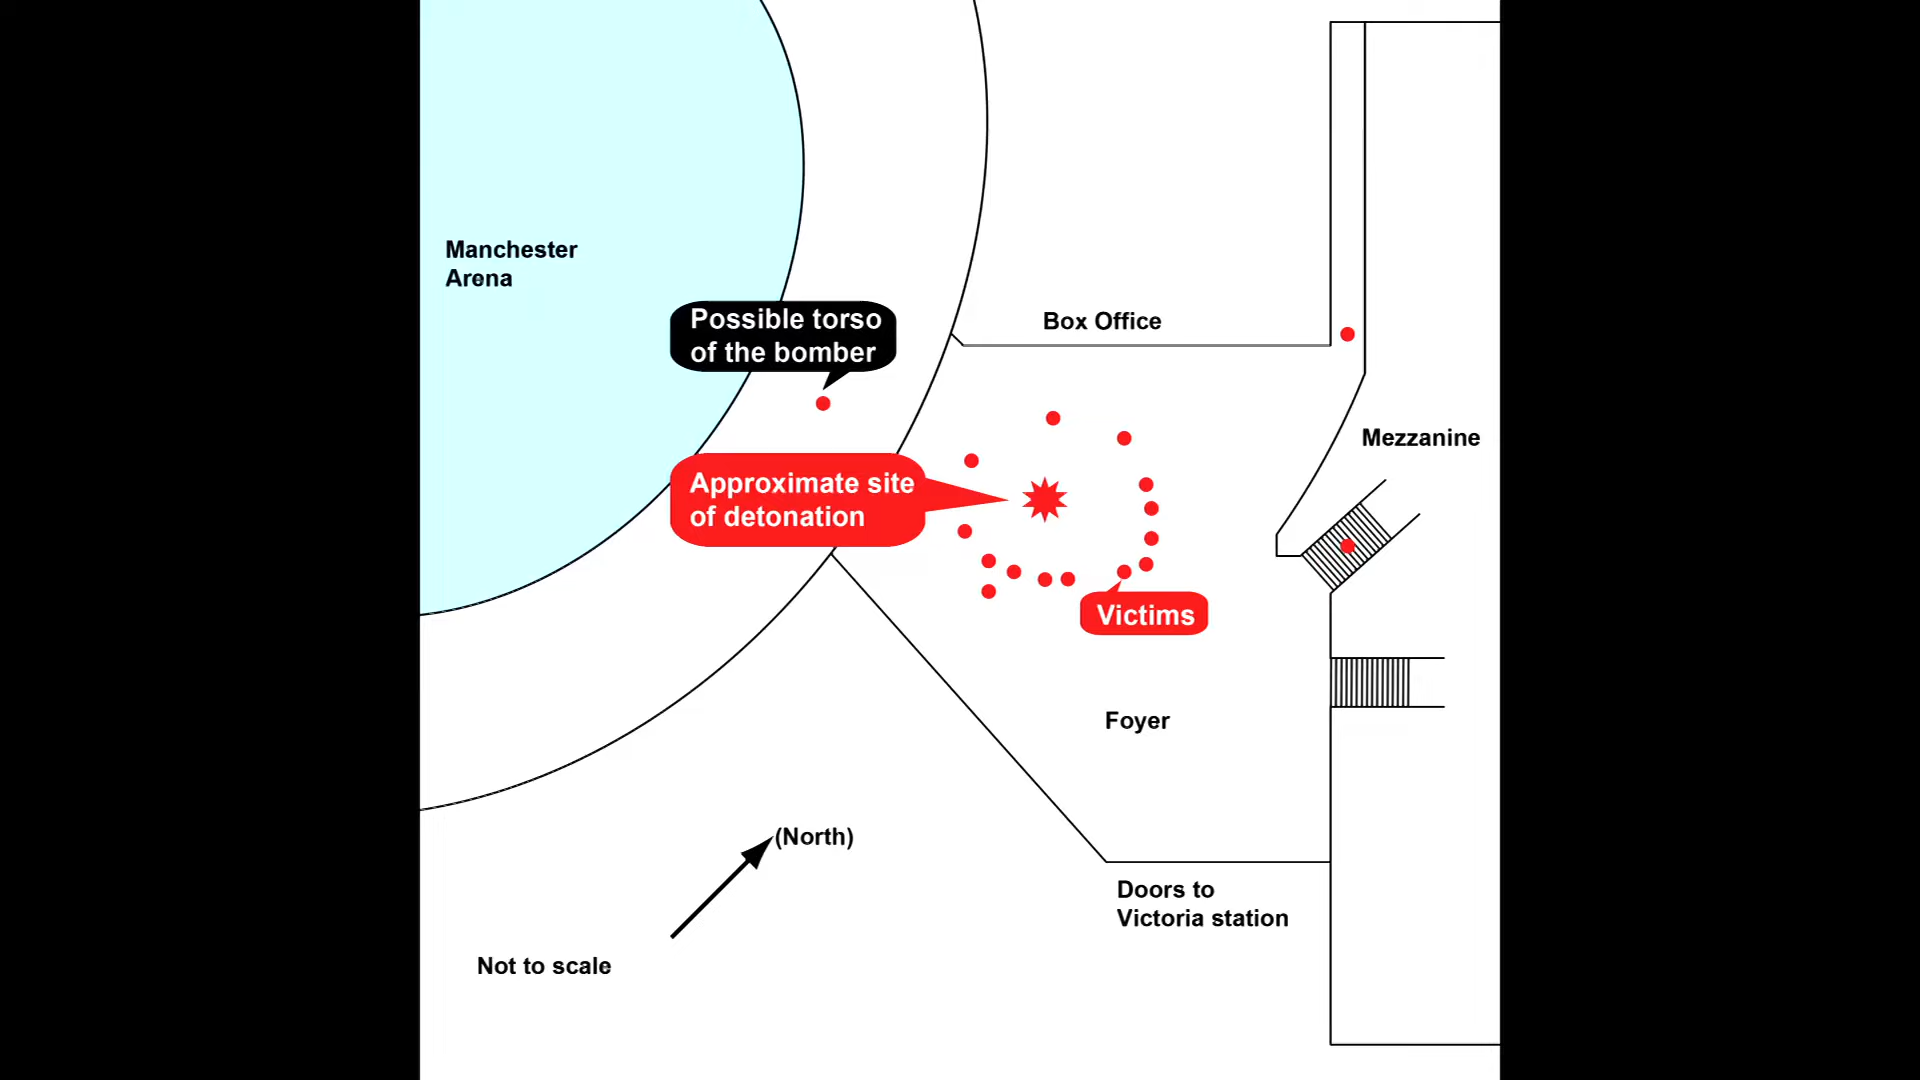 Manchester
Arena
Possible torso
of the bomber
Box Office
Mezzanine
Approximate site
of detonation
Victims
Foyer
(North)
Doors to
Victoria station
Not to scale